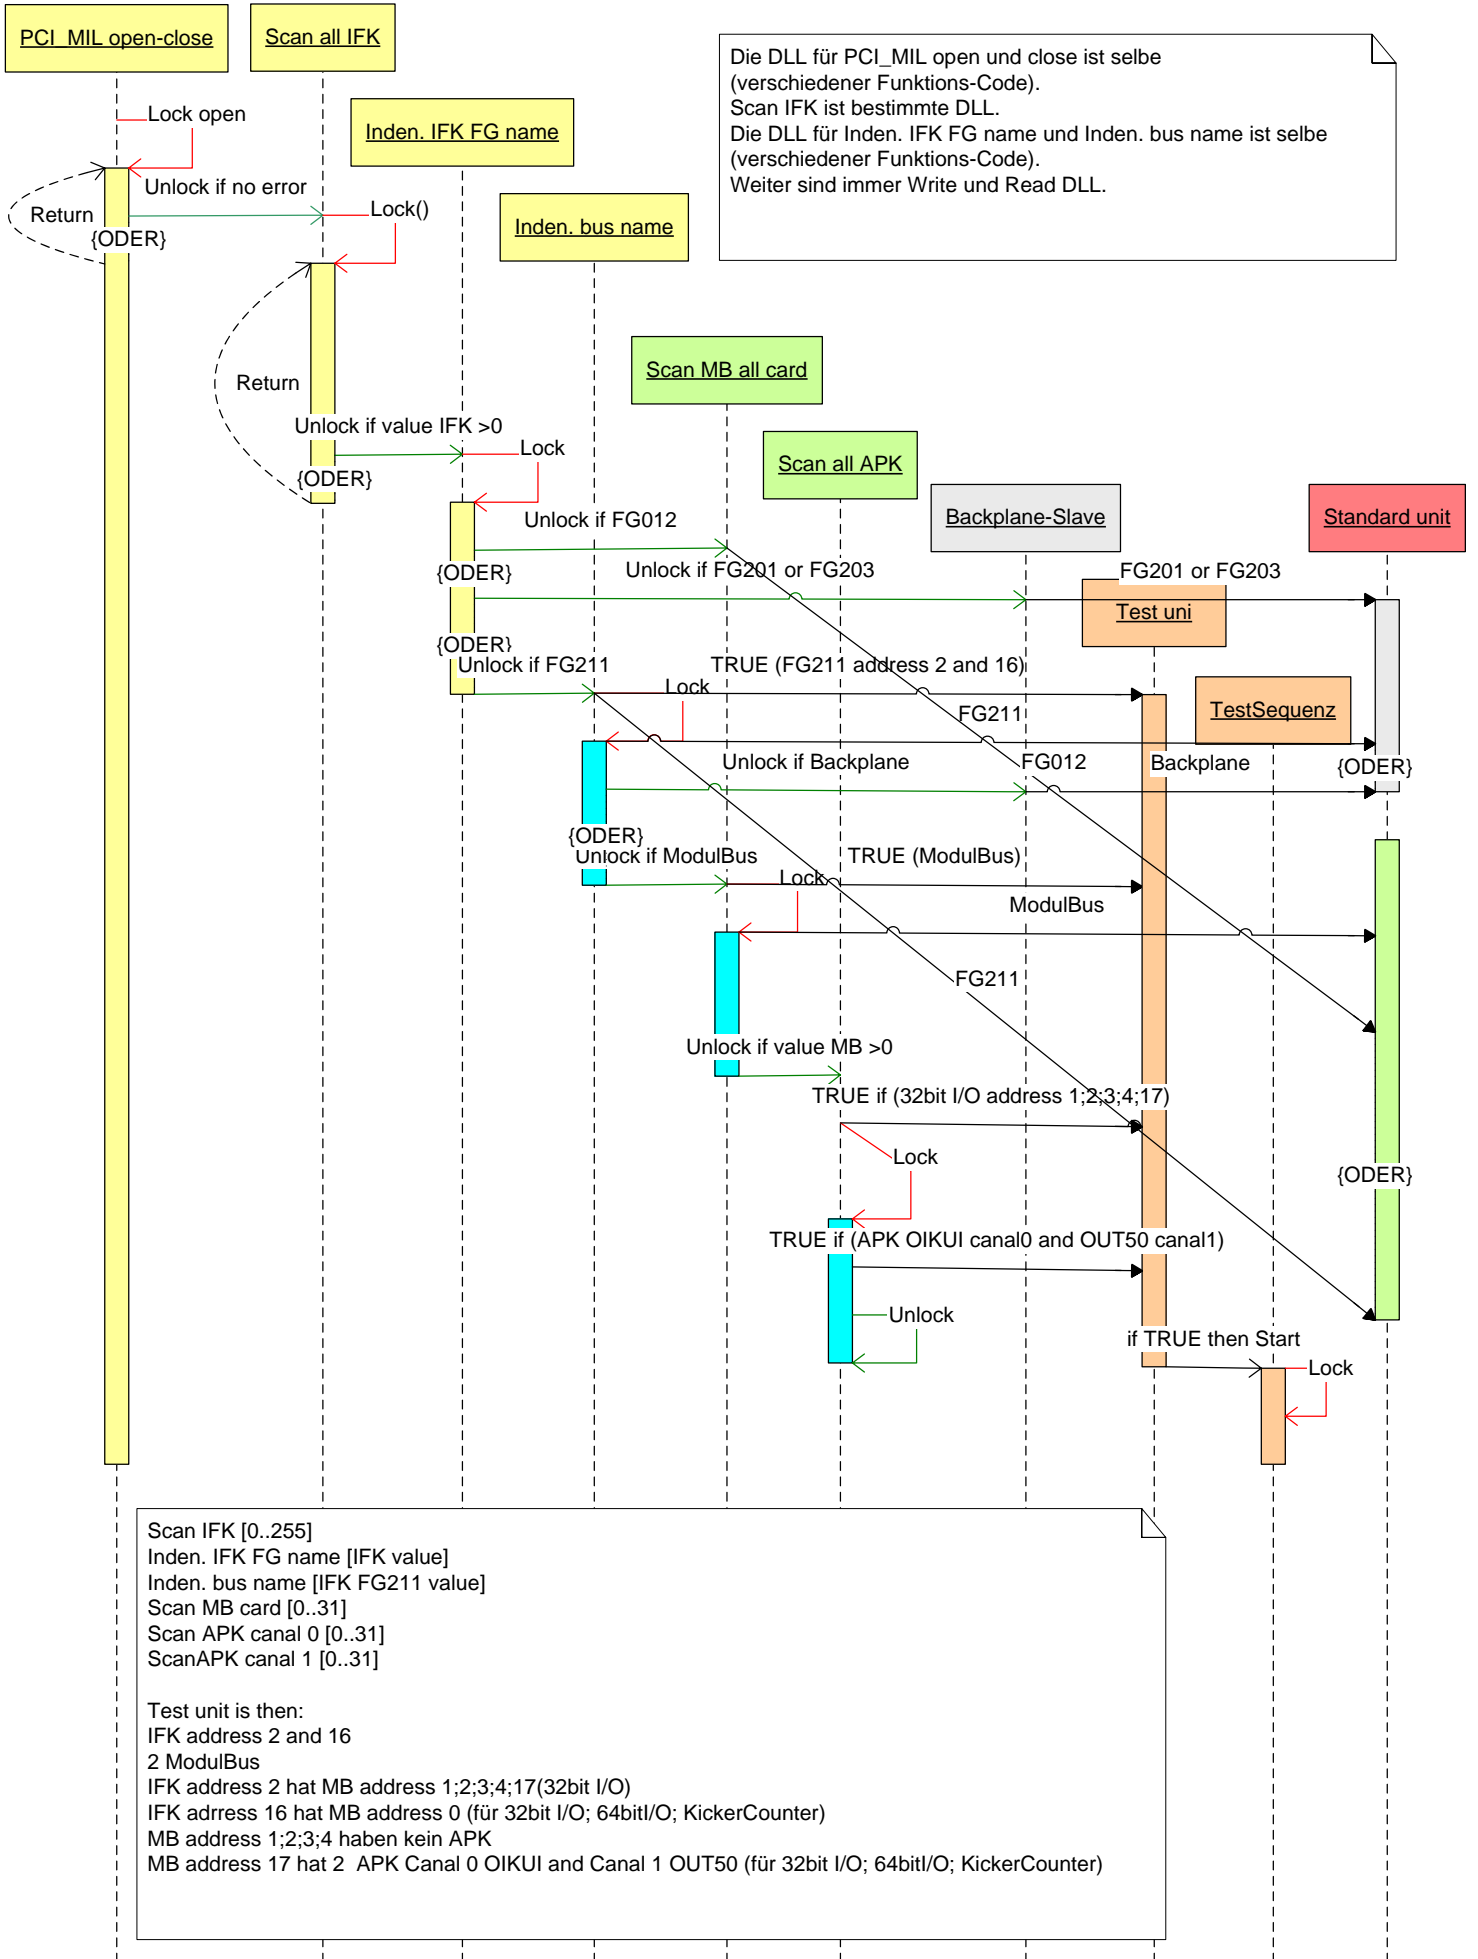 PCI_MIL open-close
Scan all IFK
Die DLL für PCI_MIL open und close ist selbe
(verschiedener Funktions-Code).
Scan IFK ist bestimmte DLL.
Die DLL für Inden. IFK FG name und Inden. bus name ist selbe
(verschiedener Funktions-Code).
Weiter sind immer Write und Read DLL.
Lock open
Inden. IFK FG name
Unlock if no error
Return
Lock()
{ODER}
Inden. bus name
Scan MB all card
Return
Unlock if value IFK >0
Lock
Scan all APK
{ODER}
Unlock if FG012
Backplane-Slave
Standard unit
{ODER}
Unlock if FG201 or FG203
FG201 or FG203
Test uni
{ODER}
Unlock if FG211
TRUE (FG211 address 2 and 16)
Lock
FG211
TestSequenz
Unlock if Backplane
FG012
Backplane
{ODER}
{ODER}
Unlock if ModulBus
TRUE (ModulBus)
Lock
ModulBus
FG211
Unlock if value MB >0
TRUE if (32bit I/O address 1;2;3;4;17)
Lock
{ODER}
TRUE if (APK OIKUI canal0 and OUT50 canal1)
Unlock
if TRUE then Start
Lock
Scan IFK [0..255]
Inden. IFK FG name [IFK value]
Inden. bus name [IFK FG211 value]
Scan MB card [0..31]
Scan APK canal 0 [0..31]
ScanAPK canal 1 [0..31]
Test unit is then:
IFK address 2 and 16
2 ModulBus
IFK address 2 hat MB address 1;2;3;4;17(32bit I/O)
IFK adrress 16 hat MB address 0 (für 32bit I/O; 64bitI/O; KickerCounter)
MB address 1;2;3;4 haben kein APK
MB address 17 hat 2  APK Canal 0 OIKUI and Canal 1 OUT50 (für 32bit I/O; 64bitI/O; KickerCounter)